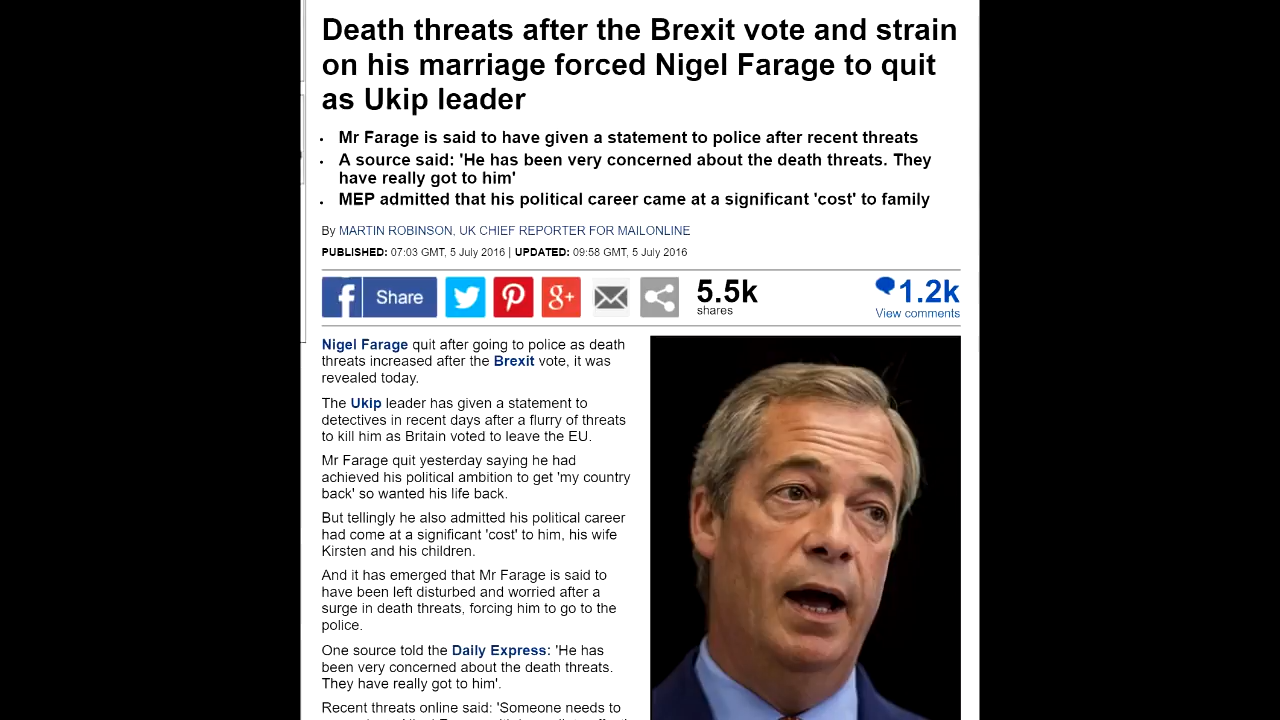 Death threats after the Brexit vote and strain
on his marriage forced Nigel Farage to quit
as Ukip leader
• Mr Farage is said to have given a statement to police after recent threats
• A source said: 'He has been very concerned about the death threats. They
have really got to him'
• MEP admitted that his political career came at a significant 'cost' to family
By MARTIN ROBINSON, UK CHIEF REPORTER FOR MAILONLINE
PUBLISHED: 07:03 GMT, 5 July 2016 | UPDATED: 09:58 GMT, 5 July 2016
f Share
g+
5.5k
shares
1.2k
View comments
Nigel Farage quit after going to police as death
threats increased after the Brexit vote, it was
revealed today.
The Ukip leader has given a statement to
detectives in recent days after a flurry of threats
to kill him as Britain voted to leave the EU.
Mr Farage quit yesterday saying he had
achieved his political ambition to get 'my country
back' so wanted his life back.
But tellingly he also admitted his political career
had come at a significant 'cost' to him, his wife
Kirsten and his children.
And it has emerged that Mr Farage is said to
have been left disturbed and worried after a
surge in death threats, forcing him to go to the
police.
One source told the Daily Express: 'He has
been very concerned about the death threats.
They have really got to him'.
Recent threats online said: 'Someone needs to